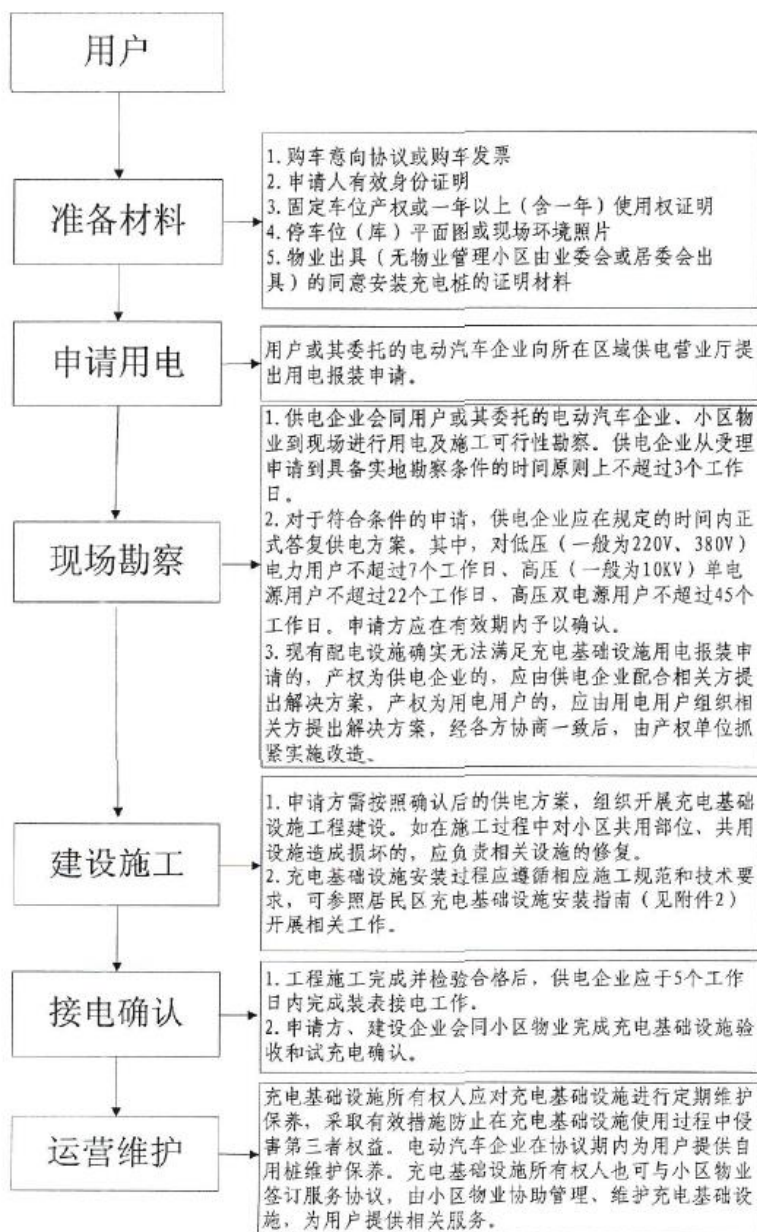 用户
准备材料
1.购车意向协议或购车发票
2.申请人有效身份证明
3.固定车位产权或一年以上（含一年）使用权证明
4.停车位（库）平面图或现场环境照片
5.物业出具（无物业管理小区由业委会或居委会出
具）的同意安装充电桩的证明材料
申请用电
用户或其委托的电动汽车企业向所在区域供电营业厅提
出用电报装申请。
现场勘察
1.供电企业会同用户或其委托的电动汽车企业、小区物
业到现场进行用电及施工可行性勘察。供电企业从受理
申请到具备实地勘察条件的时间原则上不超过3个工作
日。
2.对于符合条件的申请，供电企业应在规定的时间内正
式答复供电方案。其中，对低压（一般为220V、380V）
电力用户不超过7个工作日、高压（一般为10KV）单电
源用户不超过22个工作日、高压双电源用户不超过45个
工作日。申请方应在有效期内予以确认。
3.现有配电设施确实无法满足充电基础设施用电报装申
请的，产权为供电企业的，应由供电企业配合相关方提
出解决方案，产权为用电用户的，应由用电用户组织相
关方提出解决方案，经各方协商一致后，由产权单位抓
紧实施改造、
建设施工
1.申请方需按照确认后的供电方案，组织开展充电基础
设施工程建设。如在施工过程中对小区共用部位、共用
设施造成损坏的，应负责相关设施的修复。
2.充电基础设施安装过程应遵循相应施工规范和技术要
求，可参照居民区充电基础设施安装指南（见附件2）
开展相关工作。
接电确认
1.工程施工完成并检验合格后，供电企业应于5个工作
日内完成装表接电工作。
2.申请方、建设企业会同小区物业完成充电基础设施验
收和试充电确认。
运营维护
充电基础设施所有权人应对充电基础设施进行定期维护
保养，采取有效措施防止在充电基础设施使用过程中侵
害第三者权益。电动汽车企业在协议期内为用户提供自
用桩维护保养。充电基础设施所有权人也可与小区物业
签订服务协议，由小区物业协助管理、维护充电基础设
施，为用户提供相关服务。